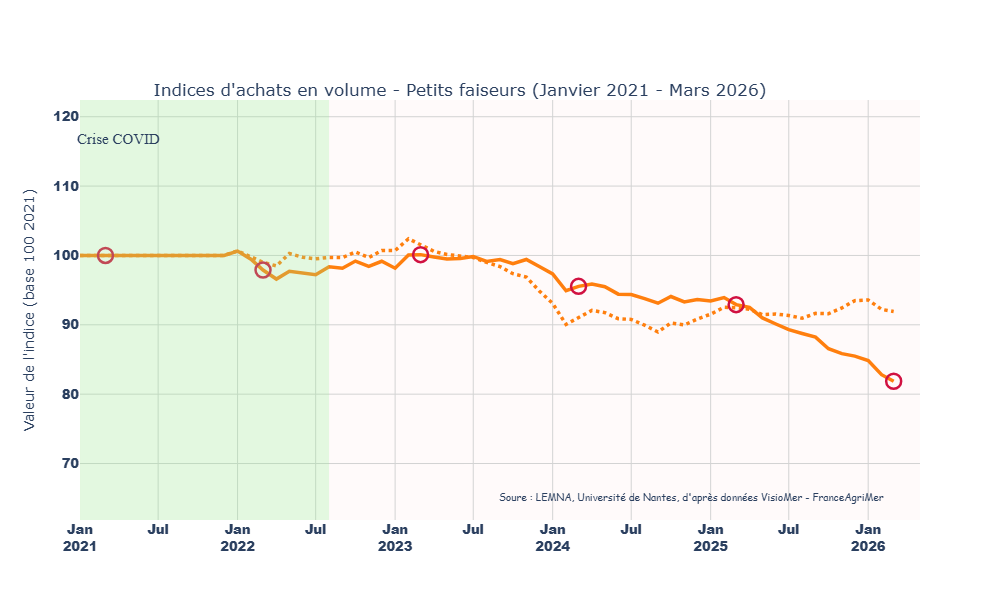 Indices d'achats en volume - Petits faiseurs (Janvier 2021 - Mars 2026)
120
Crise COVID
110
100
90
80
70
Valeur de l'indice (base 100 2021)
Soure : LEMNA, Université de Nantes, d'après données VisioMer - FranceAgriMer
Jan Jul Jan Jul Jan Jul Jan Jul Jan Jul Jan
2021 2022 2023 2024 2025 2026